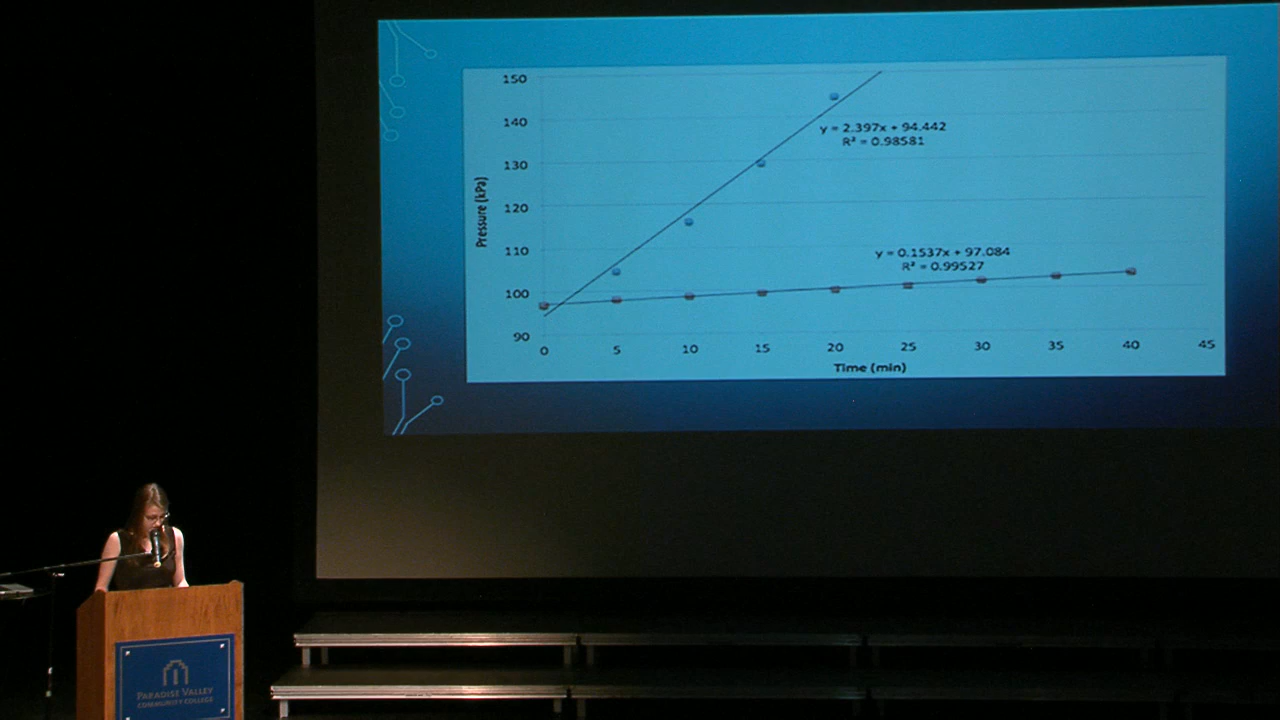 150
140
130
120
110
100
90
Pressure (kPa)
y = 2.397x + 94.442
R² = 0.98581
y = 0.1537x + 97.084
R² = 0.99527
0 5 10 15 20 25 30 35 40 45
Time (min)
PARADISE VALLEY
COMMUNITY COLLEGE